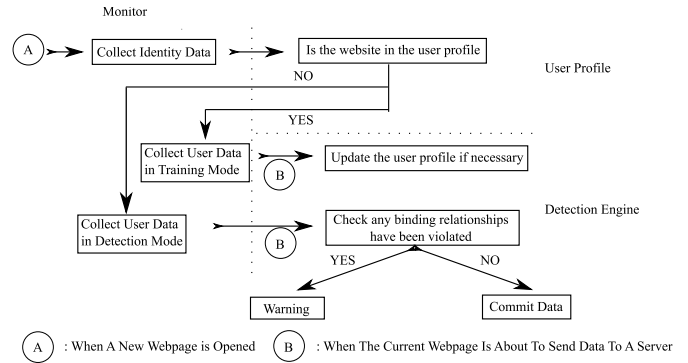 Monitor
A
Collect Identity Data
Is the website in the user profile
User Profile
NO
YES
Collect User Data
in Training Mode
B
Update the user profile if necessary
Collect User Data
in Detection Mode
B
Check any binding relationships
have been violated
Detection Engine
YES
NO
Warning
Commit Data
A : When A New Webpage is Opened
B : When The Current Webpage Is About To Send Data To A Server